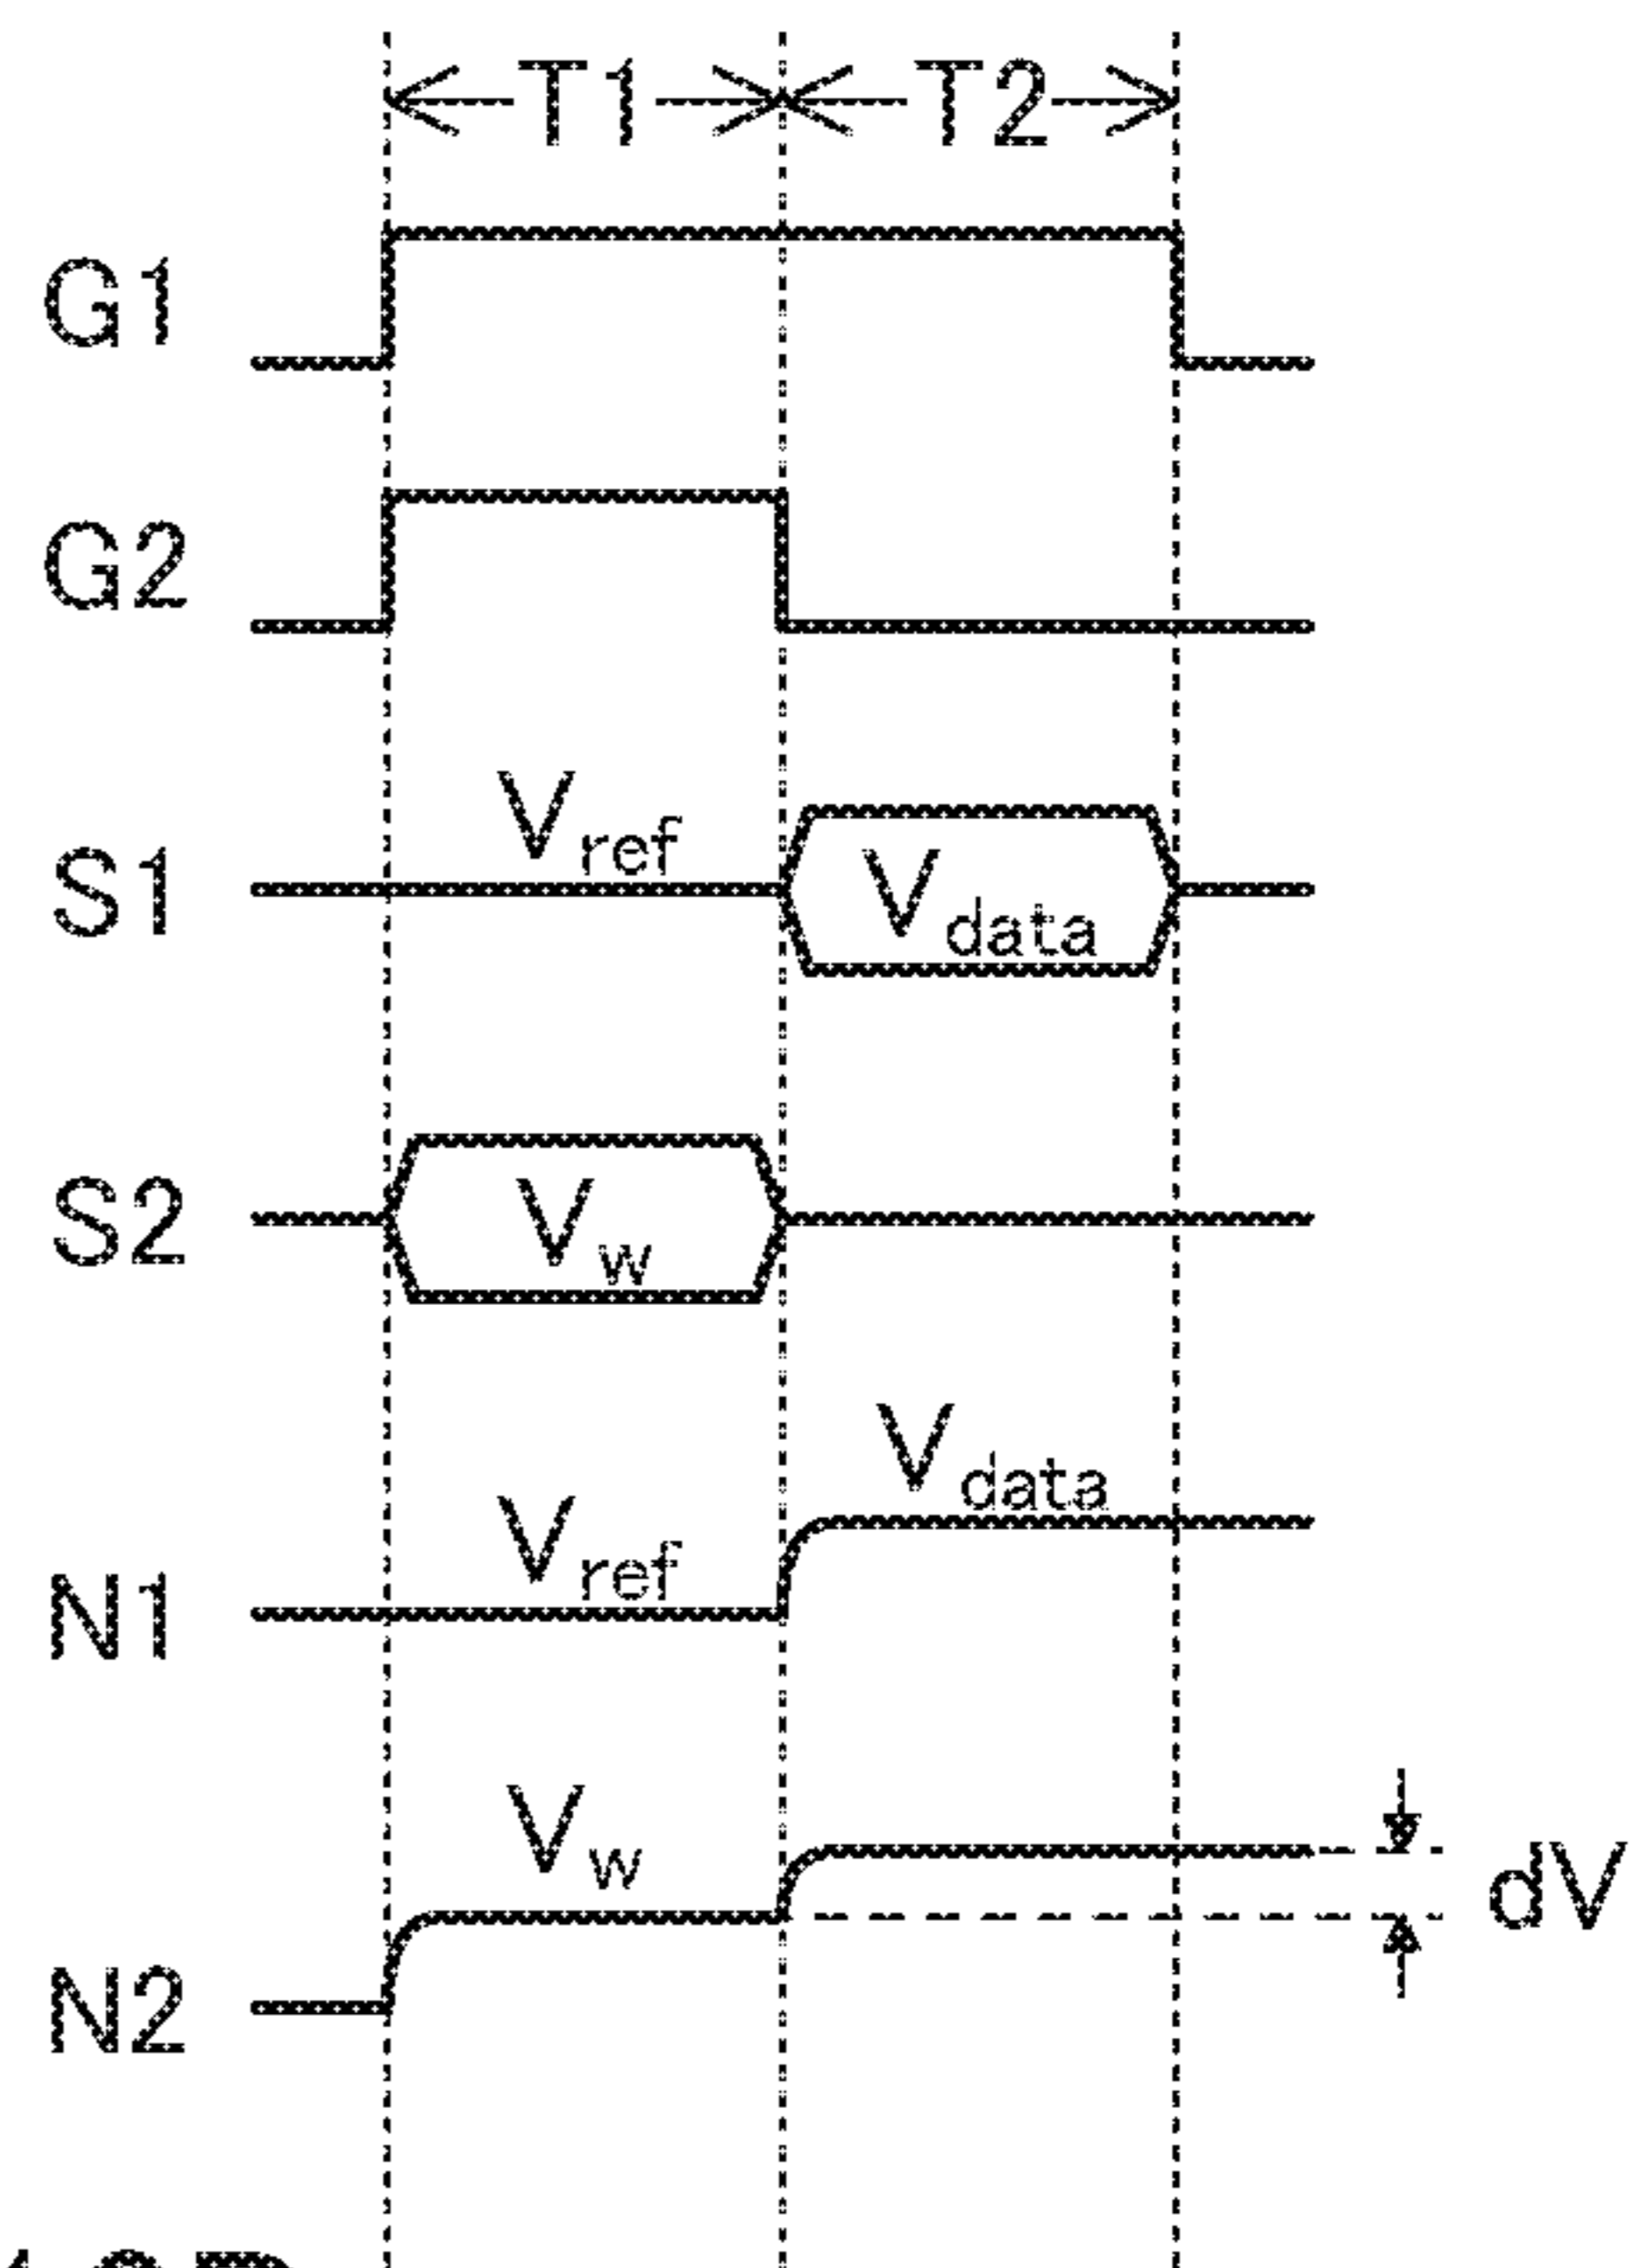 T1 T2
G1
G2
S1 Vref Vdata
S2 Vw
N1 Vref Vdata
N2 Vw dV